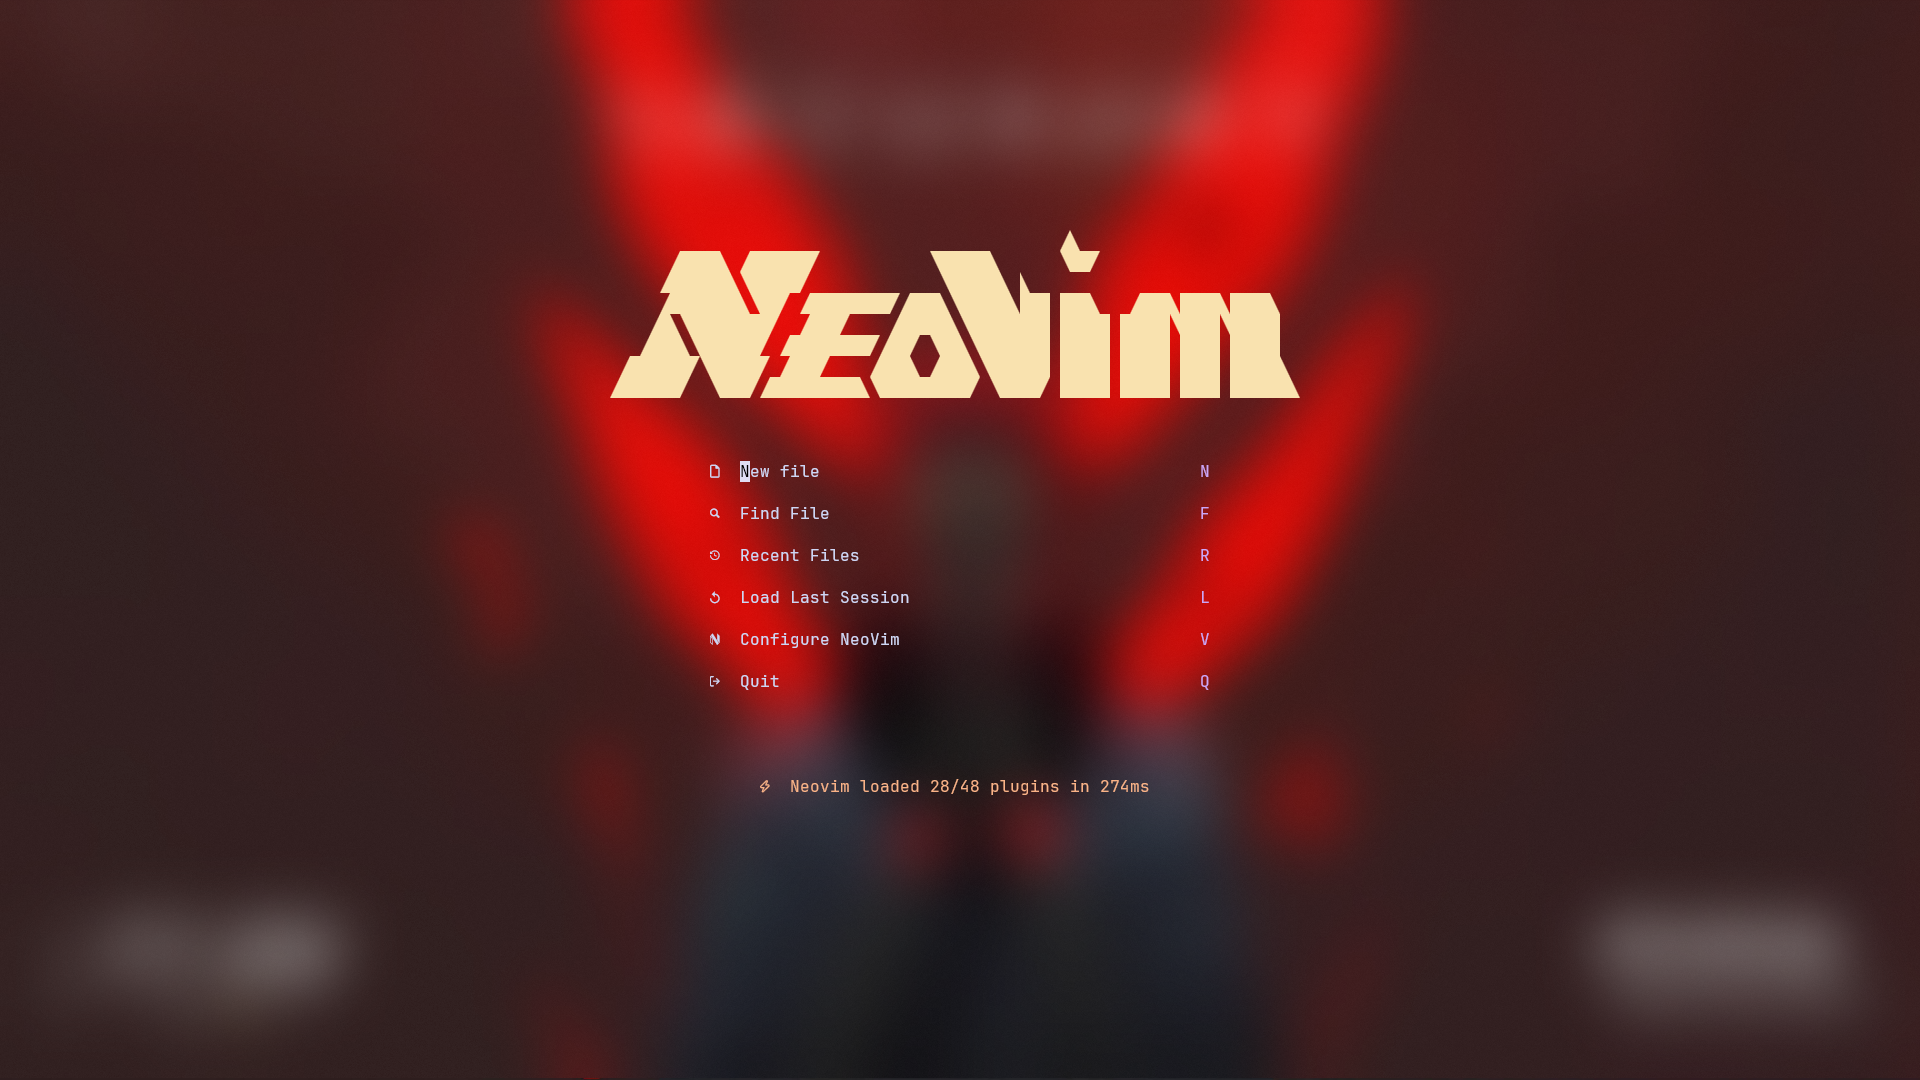 NEOVim
New file N
Find File F
Recent Files R
Load Last Session L
Configure NeoVim V
Quit Q
Neovim loaded 28/48 plugins in 274ms